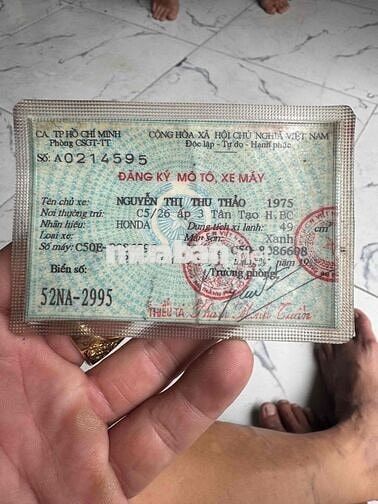 CA. TP HỒ CHÍ MINH
Phòng CSGT-TT
CỘNG HÒA XÃ HỘI CHỦ NGHĨA VIỆT NAM
Độc lập - Tự do - Hạnh phúc
SỐ: A0214595
ĐĂNG KÝ MÔ TÔ, XE MÁY
Tên chủ xe: NGUYỄN THỊ THU THẢO 1975
Nơi thường trú: C5/26 ấp 3 Tân Tạo H.BC
Nhãn hiệu: HONDA Dung tích xi lanh: 49 cm³
Loại xe: Màu sơn: Xanh
Số máy: C50E-
Biển số:
Trưởng phòng
52NA-2995
THIẾU TÁ